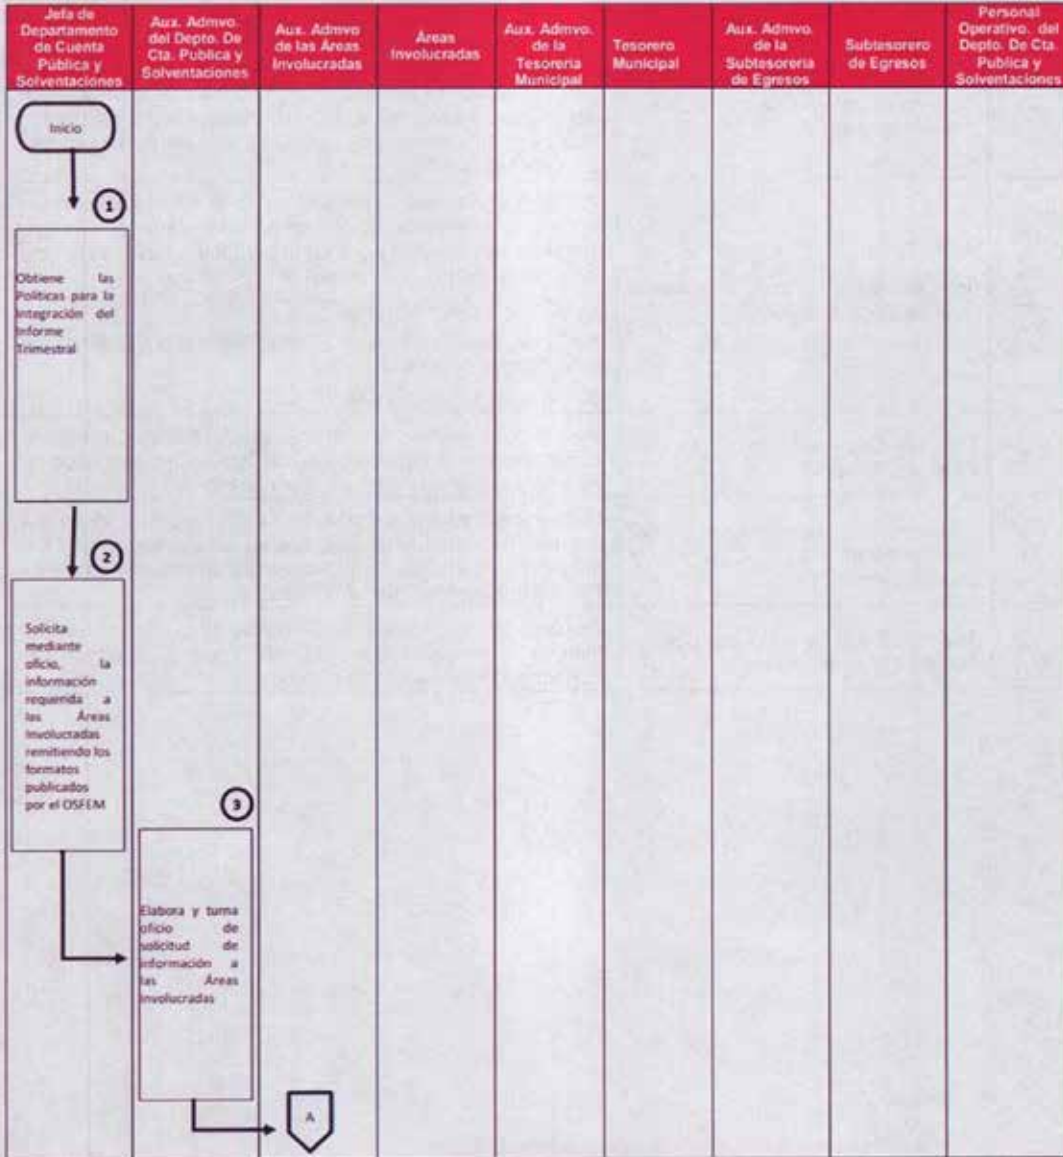 Jefa de
Departamento
de Cuenta
Pública y
Solventaciones
Aux. Admvo.
del Depto. De
Cta. Publica y
Solventaciones
Aux. Admvo
de las Áreas
Involucradas
Áreas
Involucradas
Aux. Admvo.
de la
Tesorería
Municipal
Tesorero
Municipal
Aux. Admvo.
de la
Subtesorería
de Egresos
Subtesorero
de Egresos
Personal
Operativo. del
Depto. De Cta.
Publica y
Solventaciones
Inicio
1
Obtiene las
Políticas para la
Integración del
Informe
Trimestral
2
Solicita
mediante
oficio, la
información
requerida a
las Áreas
Involuctadas
remitiendo los
formatos
publicados
por el OSFEM
3
Elabora y turna
oficio de
solicitud de
información a
las Áreas
Involucradas
A